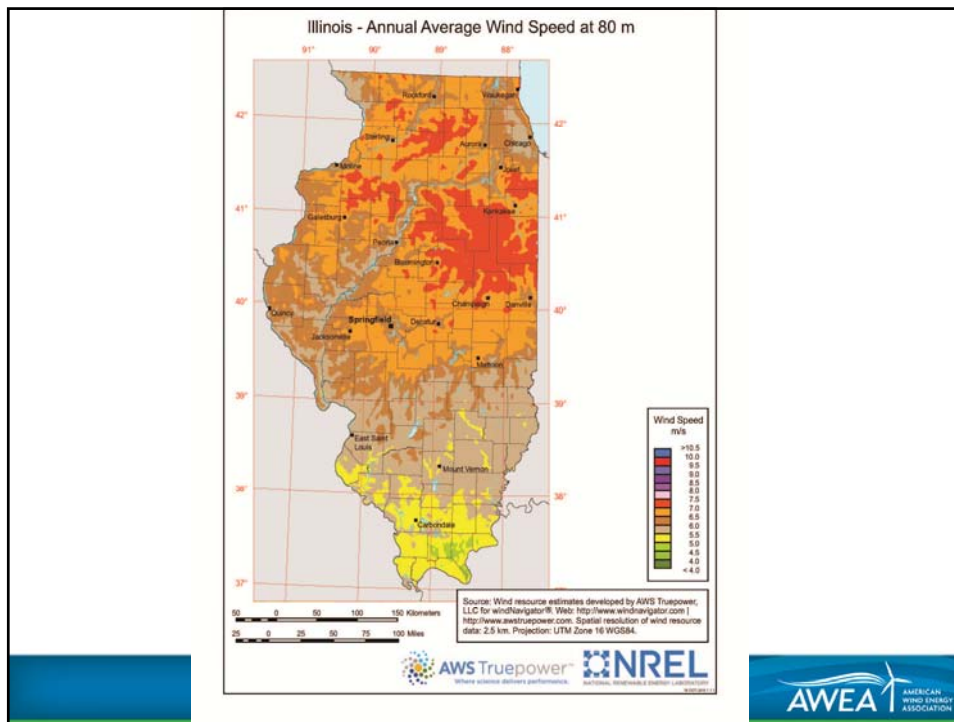 Illinois - Annual Average Wind Speed at 80 m
91° 90° 89° 88°
Rockford
Waukegan
42° 42°
Sterling
Aurora
Chicago
Moline
Joliet
41° 41°
Galesburg
Kankakee
Peoria
Bloomington
40° 40°
Champaign
Danville
Quincy
Springfield
Decatur
Jacksonville
Mattoon
39° 39°
East Saint
Louis
Mount Vernon
38° 38°
Carbondale
37°
Wind Speed
m/s
>10.5
10.0
9.5
9.0
8.5
8.0
7.5
7.0
6.5
6.0
5.5
5.0
4.5
4.0
< 4.0
Source: Wind resource estimates developed by AWS Truepower,
LLC for windNavigator®. Web: http://www.windnavigator.com |
http://www.awstruepower.com. Spatial resolution of wind resource
data: 2.5 km. Projection: UTM Zone 16 WGS84.
50 0 50 100 150 Kilometers
25 0 25 50 75 100 Miles
AWS Truepower™
Where science delivers performance.
NREL
NATIONAL RENEWABLE ENERGY LABORATORY
AWEA
AMERICAN
WIND ENERGY
ASSOCIATION